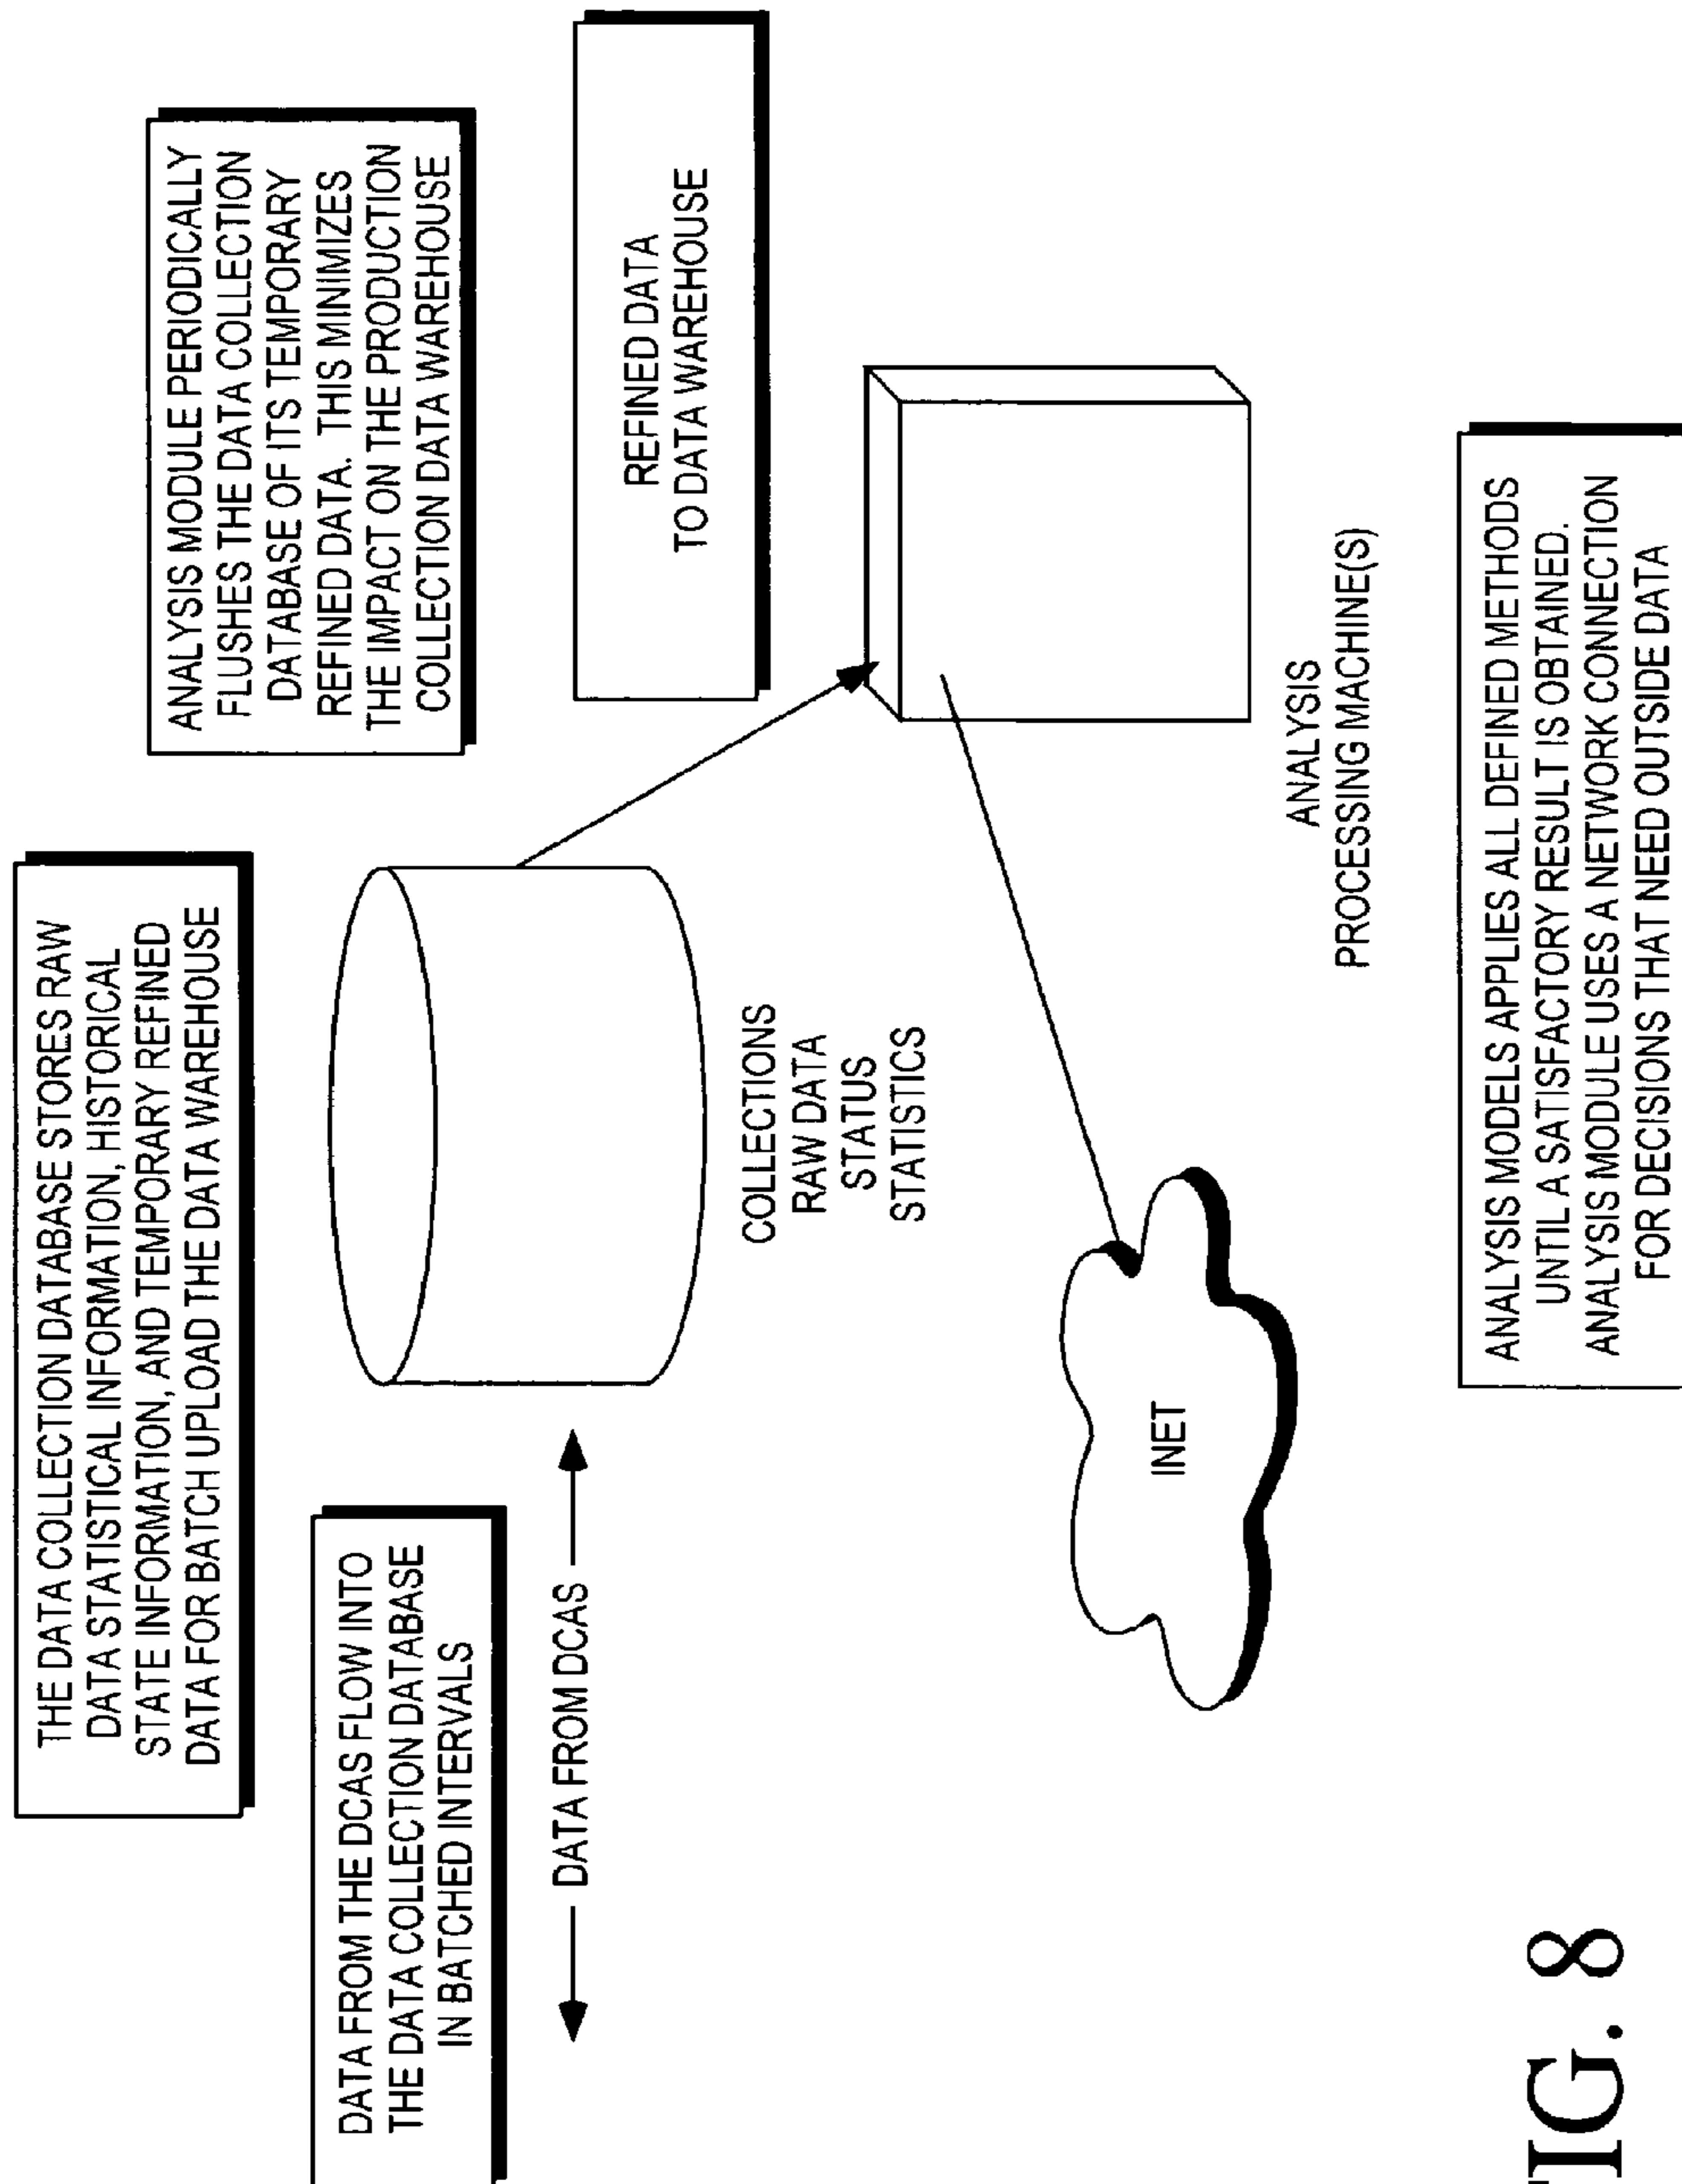 THE DATA COLLECTION DATABASE STORES RAW
DATA STATISTICAL INFORMATION, HISTORICAL
STATE INFORMATION, AND TEMPORARY REFINED
DATA FOR BATCH UPLOAD THE DATA WAREHOUSE
ANALYSIS MODULE PERIODICALLY
FLUSHES THE DATA COLLECTION
DATABASE OF ITS TEMPORARY
REFINED DATA. THIS MINIMIZES
THE IMPACT ON THE PRODUCTION
COLLECTION DATA WAREHOUSE
DATA FROM THE DCAS FLOW INTO
THE DATA COLLECTION DATABASE
IN BATCHED INTERVALS
DATA FROM DCAS
COLLECTIONS
RAW DATA
STATUS
STATISTICS
REFINED DATA
TO DATA WAREHOUSE
INET
ANALYSIS
PROCESSING MACHINE(S)
ANALYSIS MODELS APPLIES ALL DEFINED METHODS
UNTIL A SATISFACTORY RESULT IS OBTAINED.
ANALYSIS MODULE USES A NETWORK CONNECTION
FOR DECISIONS THAT NEED OUTSIDE DATA
IG. 8